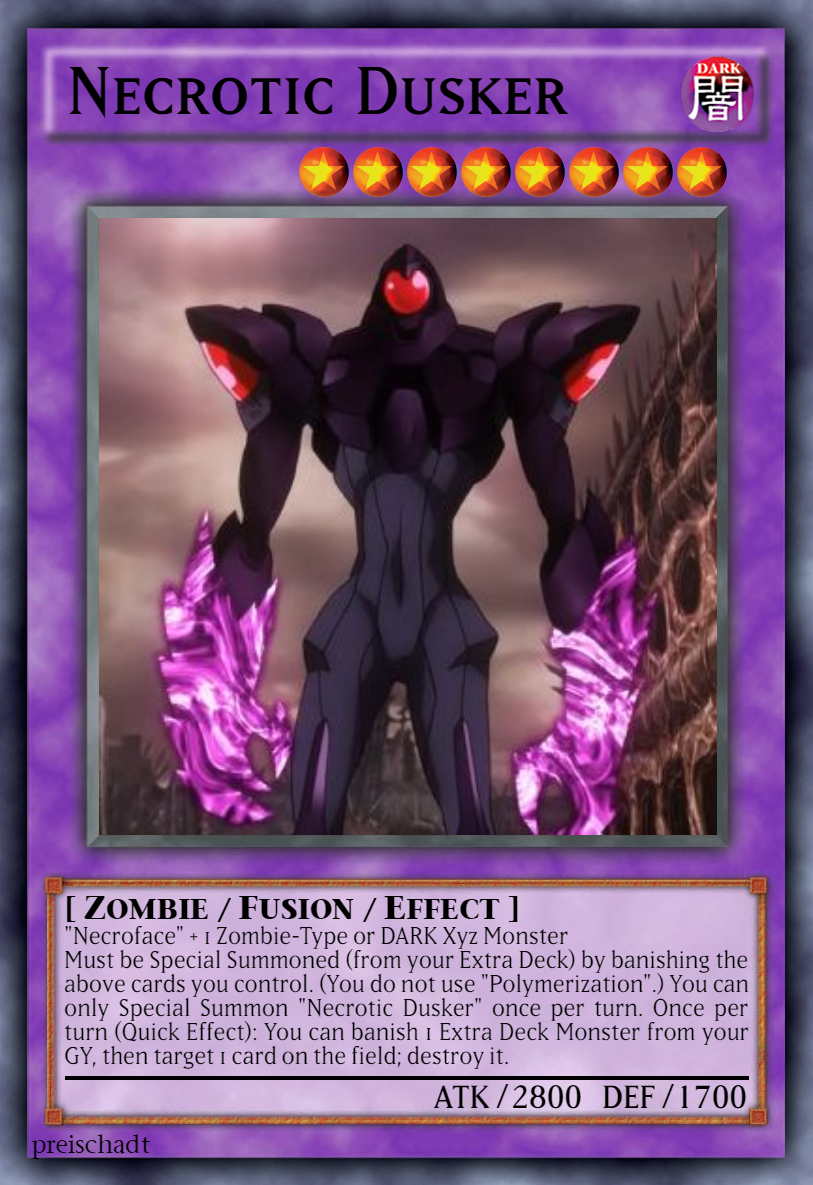 Necrotic Dusker
DARK
闇
[ Zombie / Fusion / Effect ]
"Necroface" + 1 Zombie-Type or DARK Xyz Monster
Must be Special Summoned (from your Extra Deck) by banishing the
above cards you control. (You do not use "Polymerization".) You can
only Special Summon "Necrotic Dusker" once per turn. Once per
turn (Quick Effect): You can banish 1 Extra Deck Monster from your
GY, then target 1 card on the field; destroy it.
ATK / 2800 DEF / 1700
preischadt